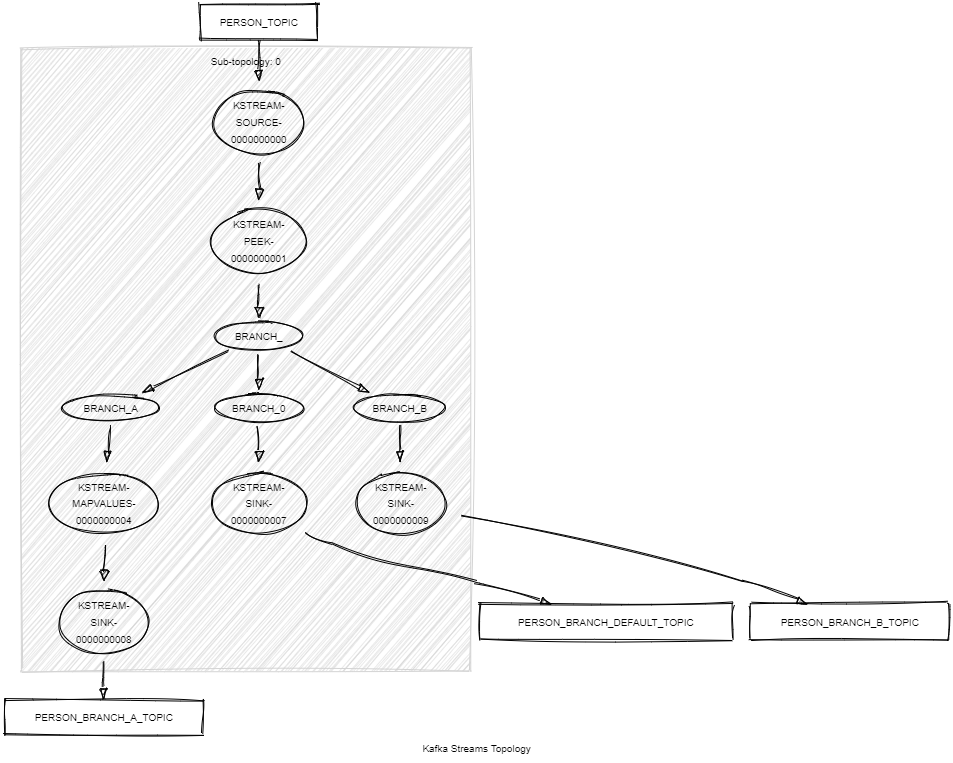 PERSON_TOPIC
Sub-topology: 0
KSTREAM-
SOURCE-
0000000000
KSTREAM-
PEEK-
0000000001
BRANCH_
BRANCH_A
BRANCH_0
BRANCH_B
KSTREAM-
MAPVALUES-
0000000004
KSTREAM-
SINK-
0000000007
KSTREAM-
SINK-
0000000009
KSTREAM-
SINK-
0000000008
PERSON_BRANCH_DEFAULT_TOPIC
PERSON_BRANCH_B_TOPIC
PERSON_BRANCH_A_TOPIC
Kafka Streams Topology